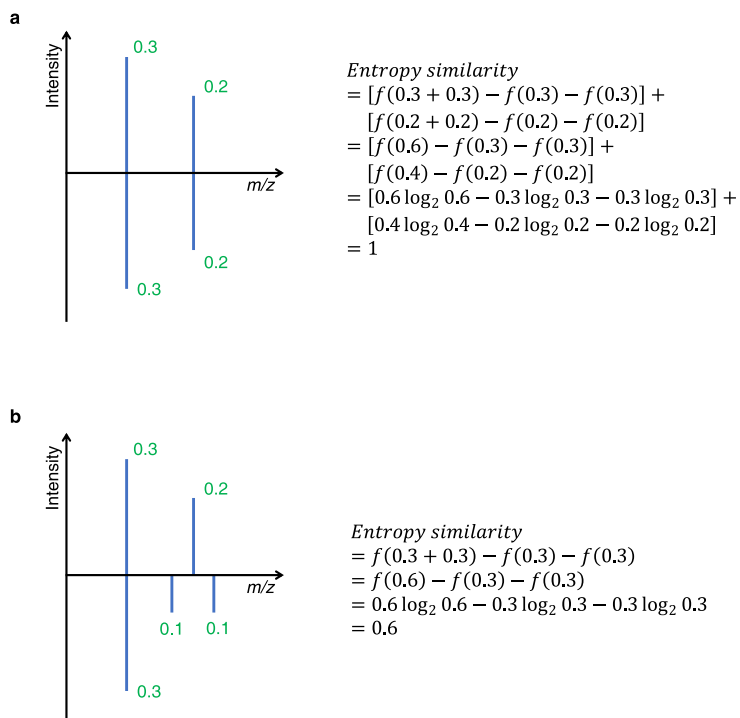 a
Intensity
0.3
0.2
m/z
0.2
0.3
Entropy similarity
= [f(0.3 + 0.3) − f(0.3) − f(0.3)] +
[f(0.2 + 0.2) − f(0.2) − f(0.2)]
= [f(0.6) − f(0.3) − f(0.3)] +
[f(0.4) − f(0.2) − f(0.2)]
= [0.6 log₂ 0.6 − 0.3 log₂ 0.3 − 0.3 log₂ 0.3] +
[0.4 log₂ 0.4 − 0.2 log₂ 0.2 − 0.2 log₂ 0.2]
= 1
b
Intensity
0.3
0.2
m/z
0.1
0.1
0.3
Entropy similarity
= f(0.3 + 0.3) − f(0.3) − f(0.3)
= f(0.6) − f(0.3) − f(0.3)
= 0.6 log₂ 0.6 − 0.3 log₂ 0.3 − 0.3 log₂ 0.3
= 0.6